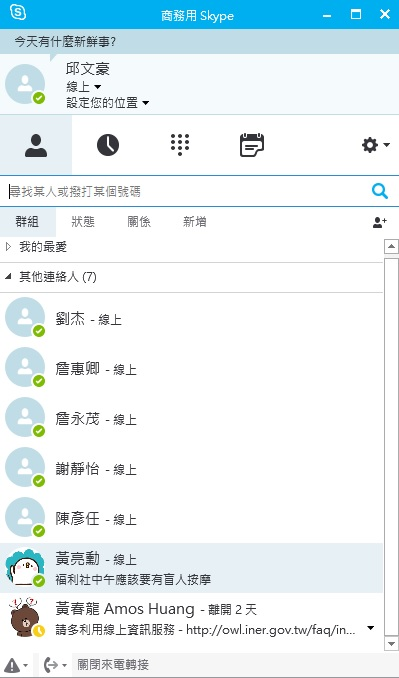 商務用 Skype
今天有什麼新鮮事?
邱文豪
線上
設定您的位置
尋找某人或撥打某個號碼
群組 狀態 關係 新增
我的最愛
其他連絡人 (7)
劉杰 - 線上
詹惠卿 - 線上
詹永茂 - 線上
謝靜怡 - 線上
陳彥任 - 線上
黃亮勳 - 線上
福利社中午應該要有盲人按摩
黃春龍 Amos Huang - 離開 2 天
請多利用線上資訊服務 - http://owl.iner.gov.tw/faq/in...
關閉來電轉接